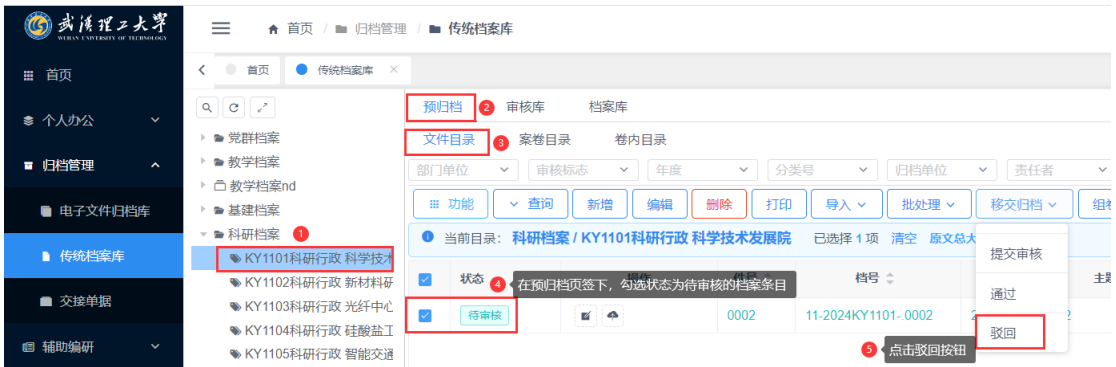 武汉理工大学
WUHAN UNIVERSITY OF TECHNOLOGY
首页 / 归档管理 / 传统档案库
首页
个人办公
归档管理
电子文件归档库
传统档案库
交接单据
辅助编研
首页 传统档案库 ×
党群档案
教学档案
教学档案nd
基建档案
科研档案 1
KY1101科研行政 科学技术
KY1102科研行政 新材料研
KY1103科研行政 光纤中心
KY1104科研行政 硅酸盐工
KY1105科研行政 智能交通
预归档 2 审核库 档案库
文件目录 3 案卷目录 卷内目录
部门单位 审核标志 年度 分类号 归档单位 责任者
功能 查询 新增 编辑 删除 打印 导入 批处理 移交归档 组卷
当前目录: 科研档案 / KY1101科研行政 科学技术发展院 已选择 1 项 清空 原文总大
状态 件号 档号 主题
4 在预归档页签下，勾选状态为待审核的档案条目
待审核 0002 11-2024KY1101-.0002
提交审核
通过
驳回
5 点击驳回按钮